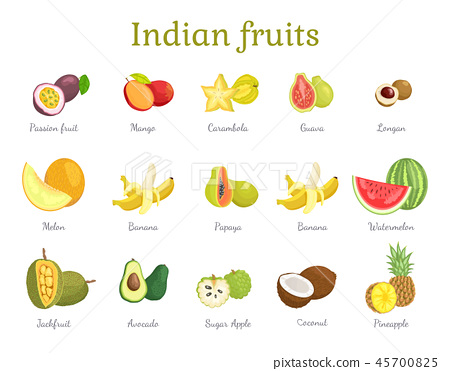 Indian fruits
Passion fruit Mango Carambola Guava Longan
Melon Banana Papaya Banana Watermelon
Jackfruit Avocado Sugar Apple Coconut Pineapple
45700825